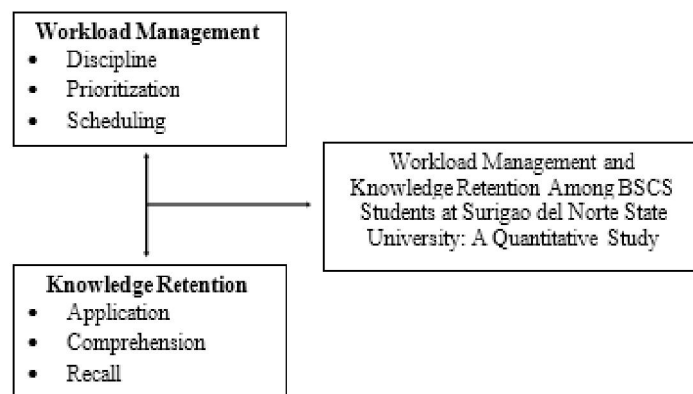 Workload Management
• Discipline
• Prioritization
• Scheduling
Workload Management and
Knowledge Retention Among BSCS
Students at Surigao del Norte State
University: A Quantitative Study
Knowledge Retention
• Application
• Comprehension
• Recall